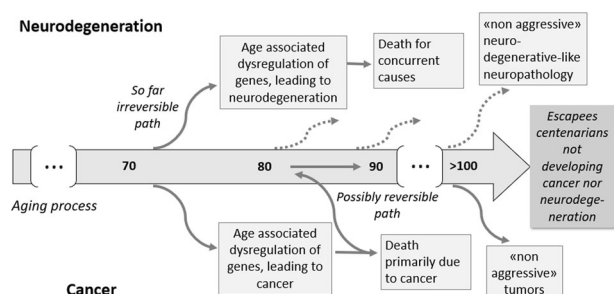 Neurodegeneration
Age associated
dysregulation of
genes, leading to
neurodegeneration
Death for
concurrent
causes
«non aggressive»
neuro-
degenerative-like
neuropathology
So far
irreversible
path
... 70 80 90 ... >100
Escapees
centenarians
not
developing
cancer nor
neurodege-
neration
Aging process
Possibly reversible
path
Age associated
dysregulation of
genes, leading to
cancer
Death
primarily due
to cancer
«non
aggressive»
tumors
Cancer